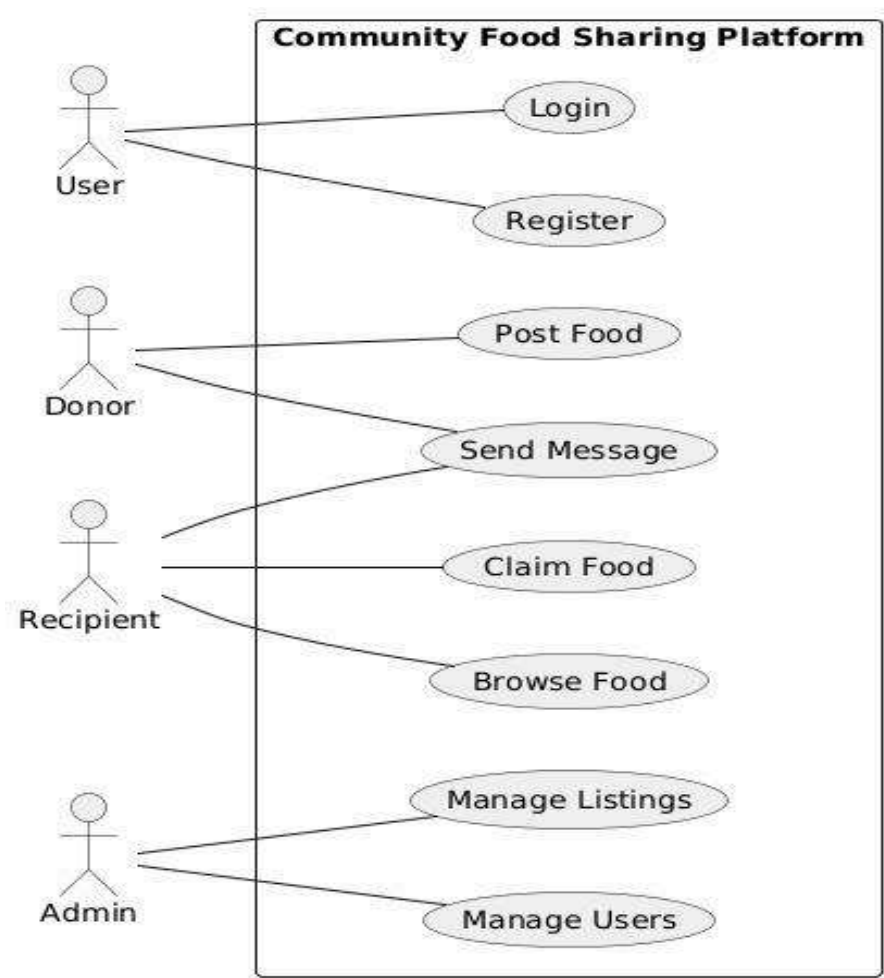 Community Food Sharing Platform
Login
User
Register
Post Food
Donor
Send Message
Claim Food
Recipient
Browse Food
Manage Listings
Admin
Manage Users